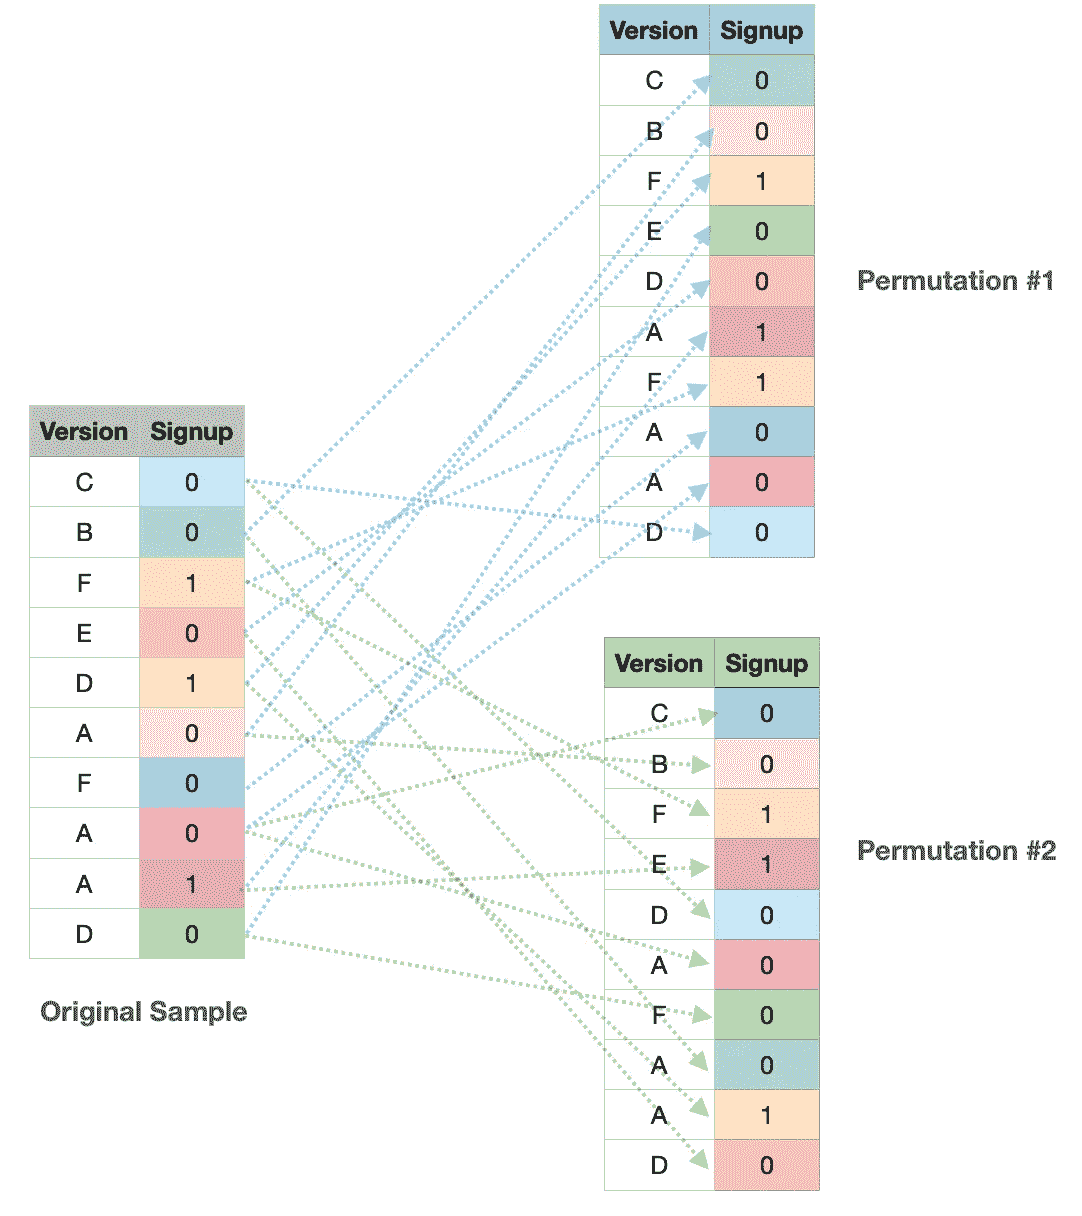 Version Signup
C 0
B 0
F 1
E 0
D 0
A 1
F 1
A 0
A 0
D 0
Permutation #1
Version Signup
C 0
B 0
F 1
E 0
D 1
A 0
F 0
A 0
A 1
D 0
Original Sample
Version Signup
C 0
B 0
F 1
E 1
D 0
A 0
F 0
A 0
A 1
D 0
Permutation #2